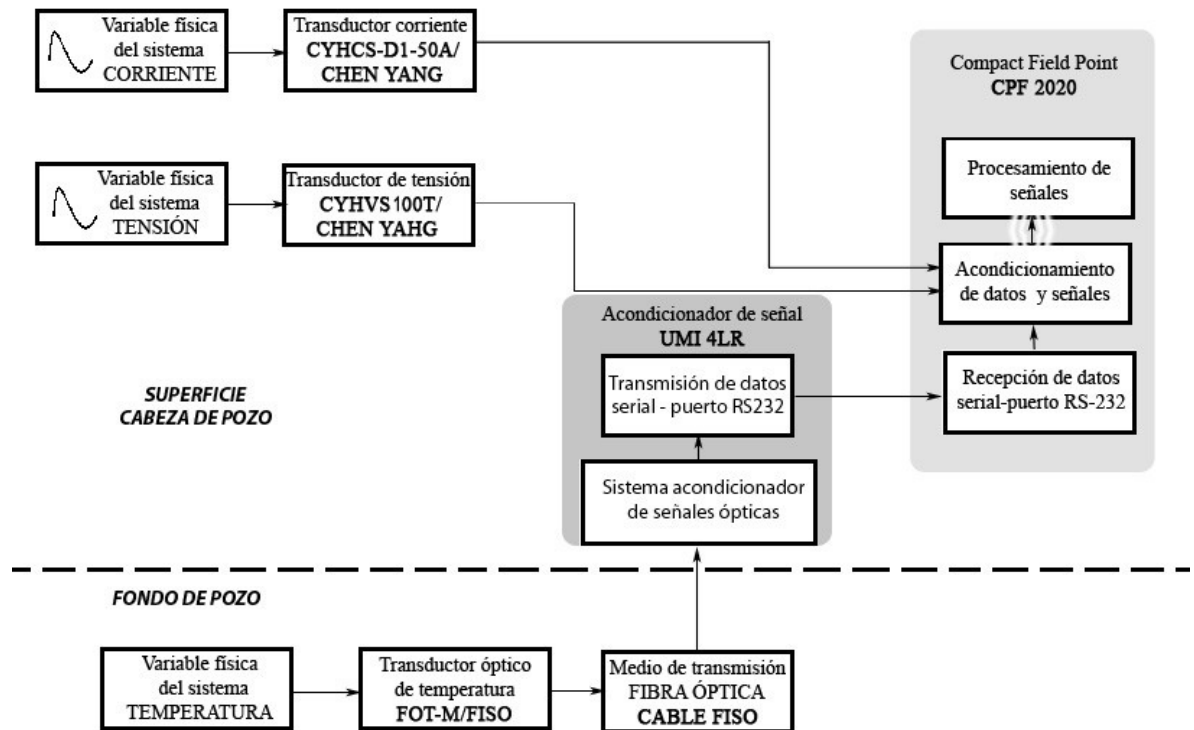 Variable física
del sistema
CORRIENTE
Transductor corriente
CYHCS-D1-50A/
CHEN YANG
Compact Field Point
CPF 2020
Procesamiento de
señales
Variable física
del sistema
TENSIÓN
Transductor de tensión
CYHVS100T/
CHEN YAHG
Acondicionamiento
de datos y señales
Acondicionador de señal
UMI 4LR
Transmisión de datos
serial - puerto RS232
Recepción de datos
serial-puerto RS-232
SUPERFICIE
CABEZA DE POZO
Sistema acondicionador
de señales ópticas
FONDO DE POZO
Variable física
del sistema
TEMPERATURA
Transductor óptico
de temperatura
FOT-M/FISO
Medio de transmisión
FIBRA ÓPTICA
CABLE FISO